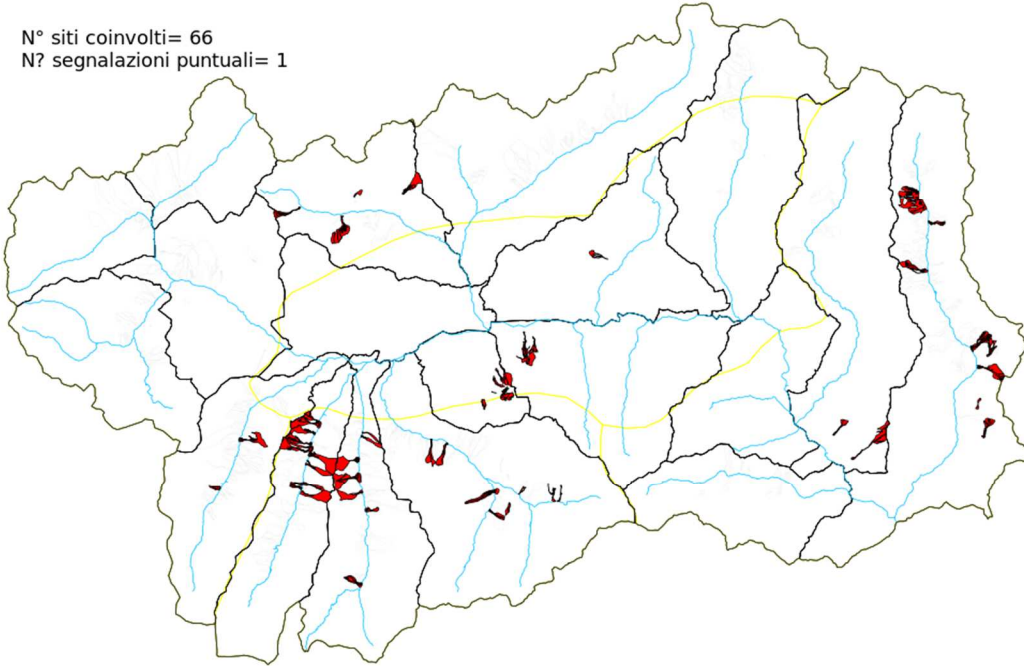 N° siti coinvolti= 66
N? segnalazioni puntuali= 1